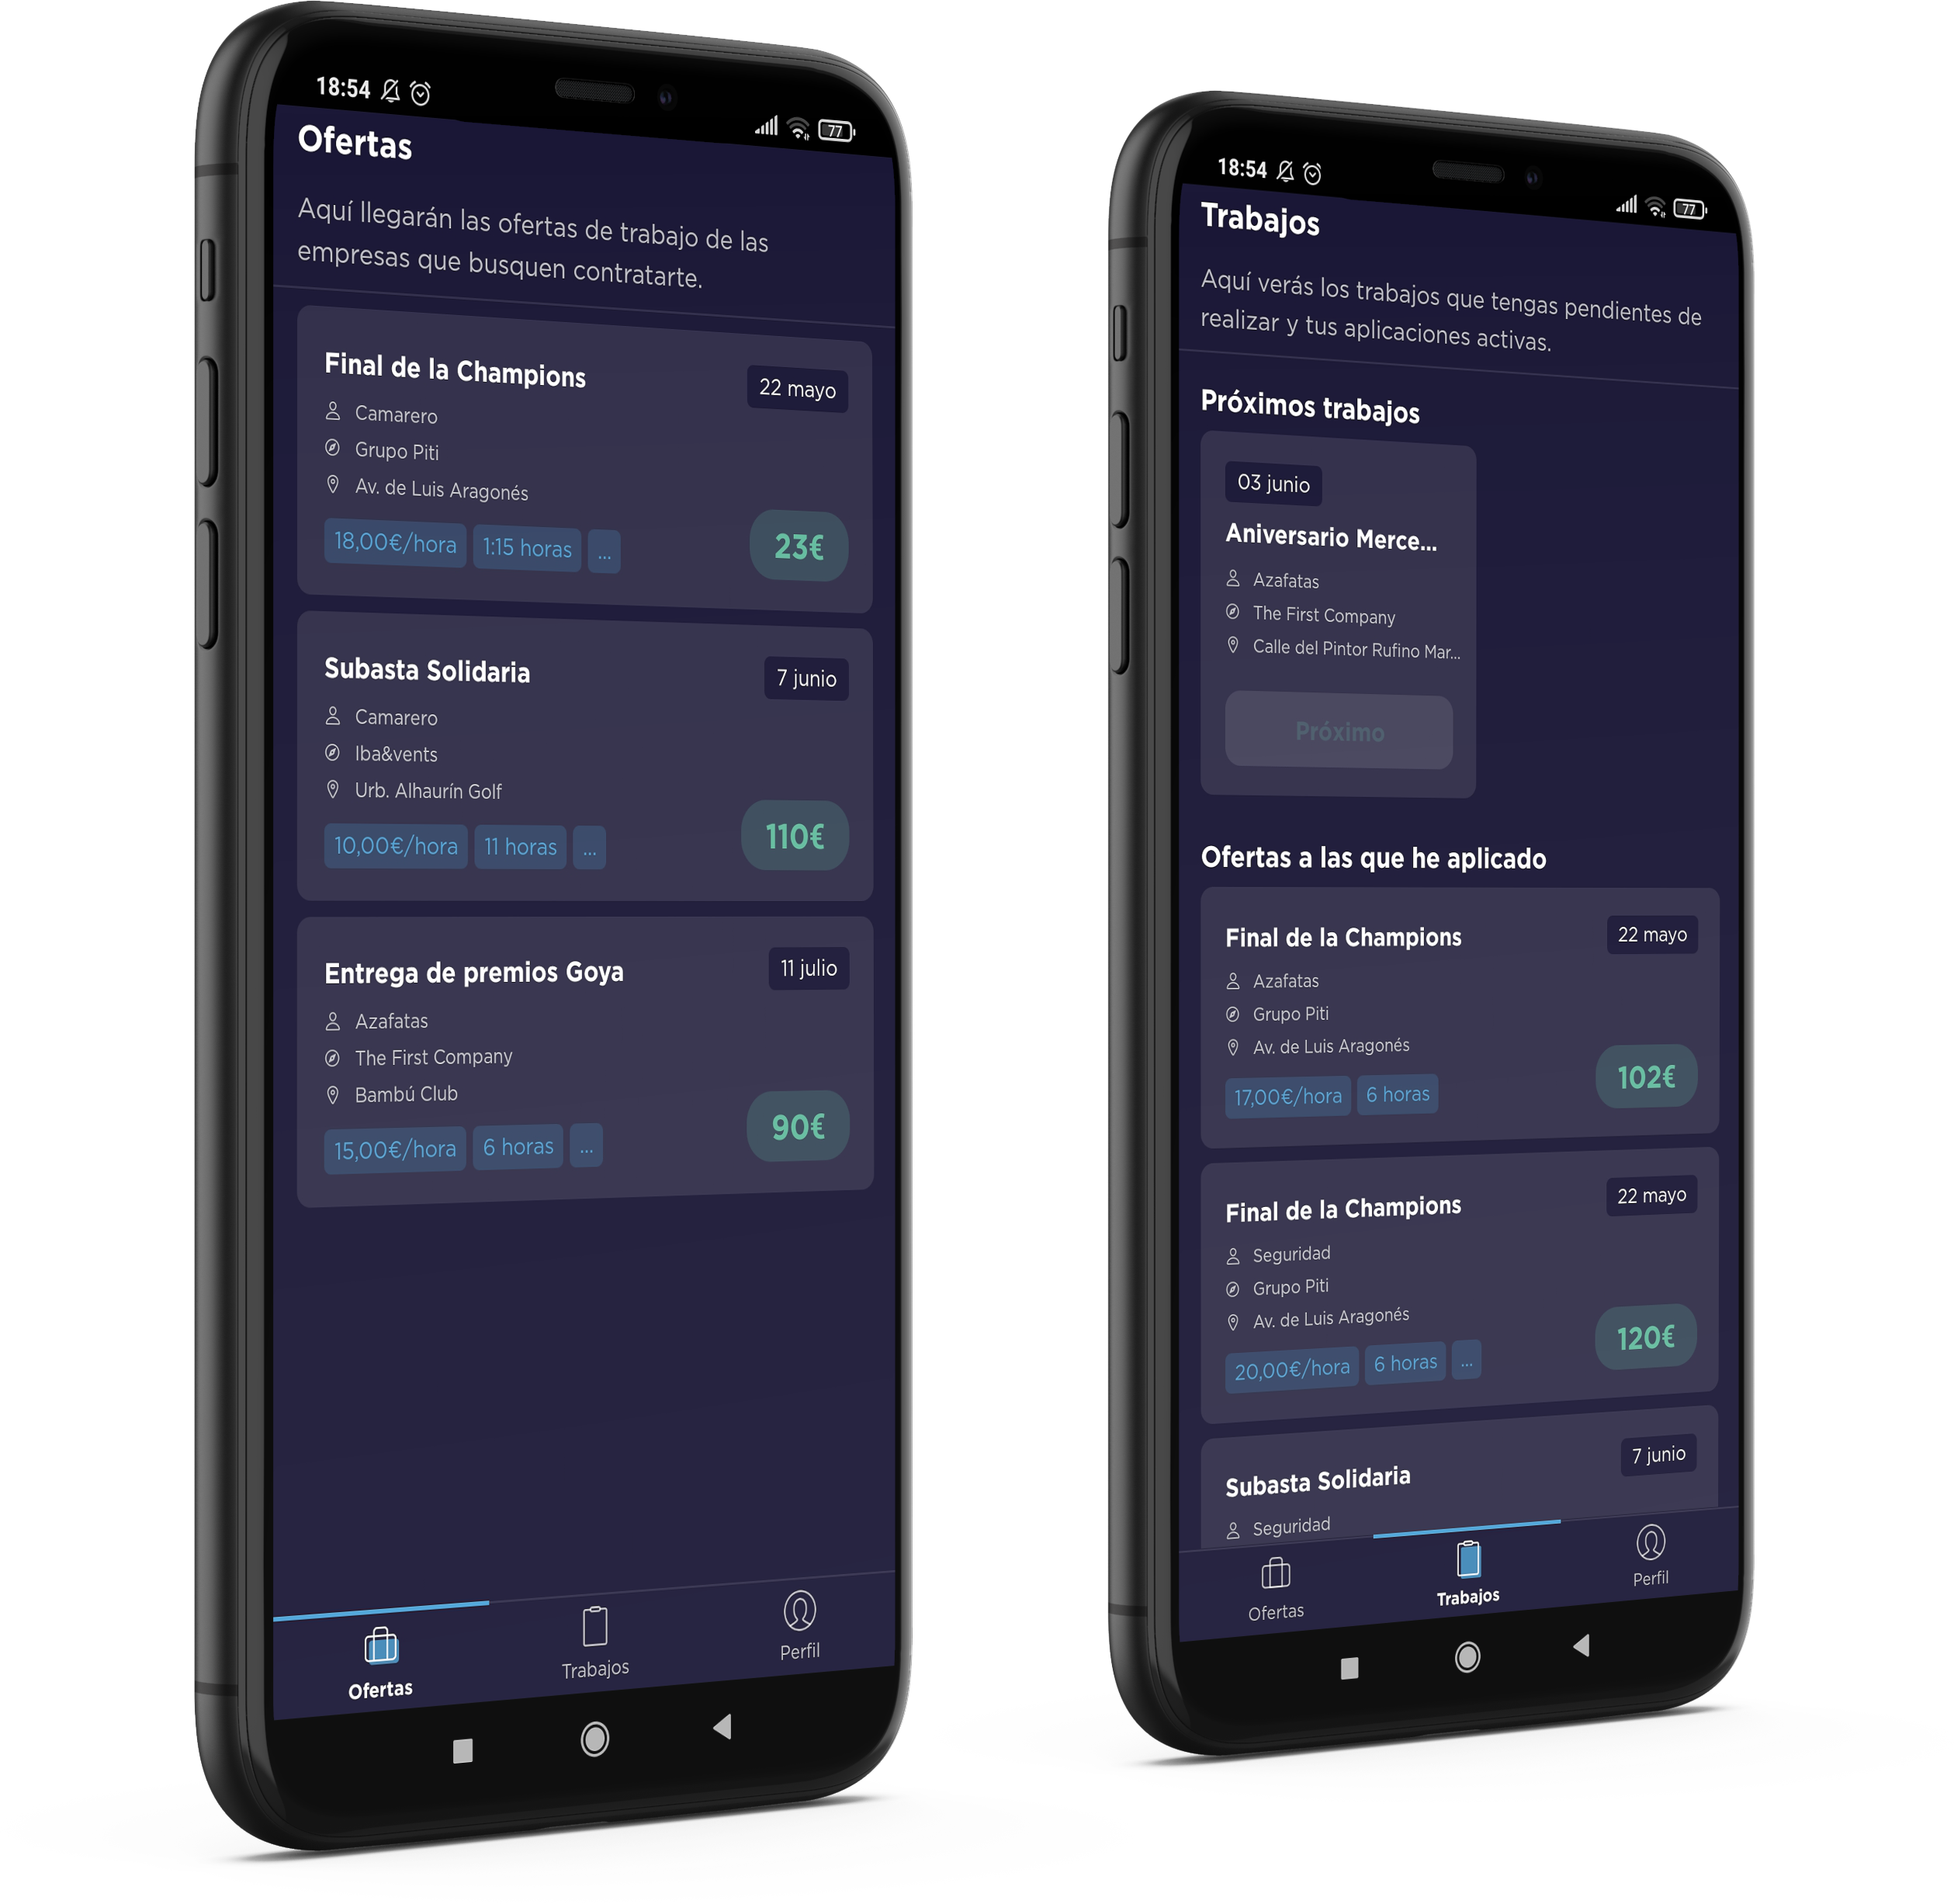 18:54
77
Ofertas
Aquí llegarán las ofertas de trabajo de las
empresas que busquen contratarte.
Final de la Champions
22 mayo
Camarero
Grupo Piti
Av. de Luis Aragonés
18,00€/hora
1:15 horas
...
23€
Subasta Solidaria
7 junio
Camarero
Iba&vents
Urb. Alhaurín Golf
10,00€/hora
11 horas
...
110€
Entrega de premios Goya
11 julio
Azafatas
The First Company
Bambú Club
15,00€/hora
6 horas
...
90€
Ofertas
Trabajos
Perfil
18:54
77
Trabajos
Aquí verás los trabajos que tengas pendientes de
realizar y tus aplicaciones activas.
Próximos trabajos
03 junio
Aniversario Merce...
Azafatas
The First Company
Calle del Pintor Rufino Mar...
Próximo
Ofertas a las que he aplicado
Final de la Champions
22 mayo
Azafatas
Grupo Piti
Av. de Luis Aragonés
17,00€/hora
6 horas
102€
Final de la Champions
22 mayo
Seguridad
Grupo Piti
Av. de Luis Aragonés
20,00€/hora
6 horas
...
120€
Subasta Solidaria
7 junio
Seguridad
Ofertas
Trabajos
Perfil